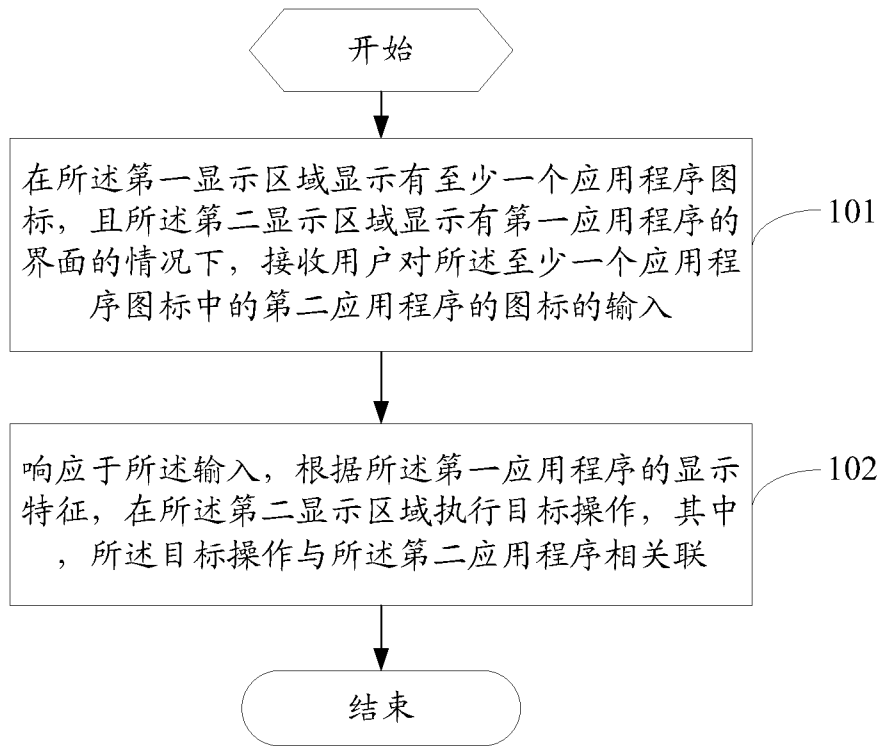 开始
在所述第一显示区域显示有至少一个应用程序图
标，且所述第二显示区域显示有第一应用程序的
界面的情况下，接收用户对所述至少一个应用程
序图标中的第二应用程序的图标的输入
101
响应于所述输入，根据所述第一应用程序的显示
特征，在所述第二显示区域执行目标操作，其中
，所述目标操作与所述第二应用程序相关联
102
结束